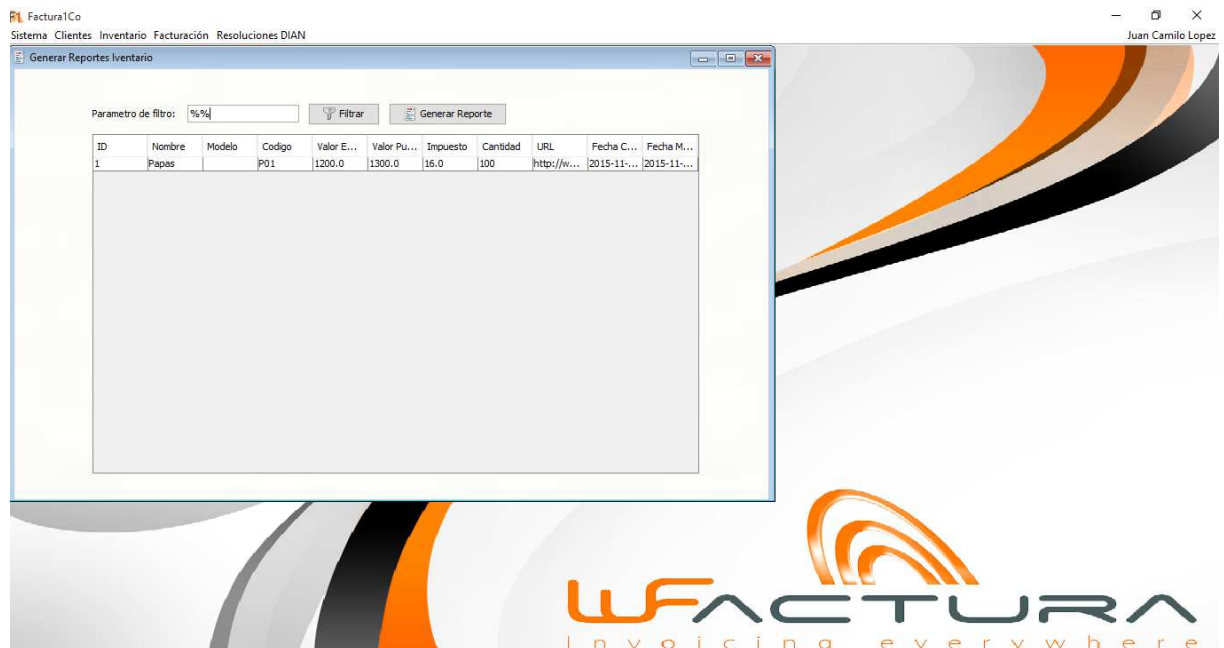 Factura1Co
Sistema Clientes Inventario Facturación Resoluciones DIAN Juan Camilo Lopez
Generar Reportes Iventario
Parametro de filtro: %% Filtrar Generar Reporte
ID Nombre Modelo Codigo Valor E... Valor Pu... Impuesto Cantidad URL Fecha C... Fecha M...
1 Papas P01 1200.0 1300.0 16.0 100 http://w... 2015-11-... 2015-11-...
wFactura
Invoicing everywhere